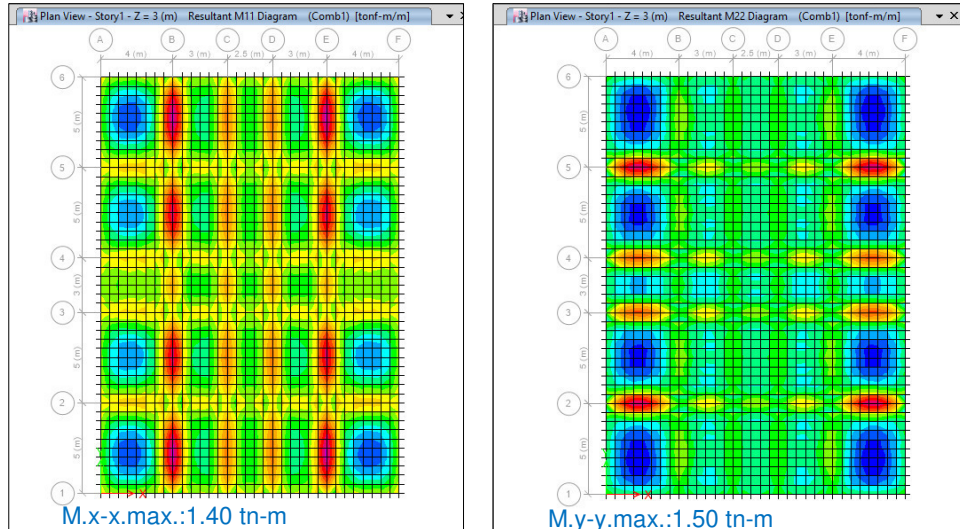 Plan View - Story1 - Z = 3 (m) Resultant M11 Diagram (Comb1) [tonf-m/m]
A B C D E F
4 (m) 3 (m) 2.5 (m) 3 (m) 4 (m)
6
5 (m)
5
5 (m)
4
3 (m)
3
5 (m)
2
5 (m)
1
X
M.x-x.max.:1.40 tn-m
Plan View - Story1 - Z = 3 (m) Resultant M22 Diagram (Comb1) [tonf-m/m]
A B C D E F
4 (m) 3 (m) 2.5 (m) 3 (m) 4 (m)
6
5 (m)
5
5 (m)
4
3 (m)
3
5 (m)
2
5 (m)
1
X
M.y-y.max.:1.50 tn-m